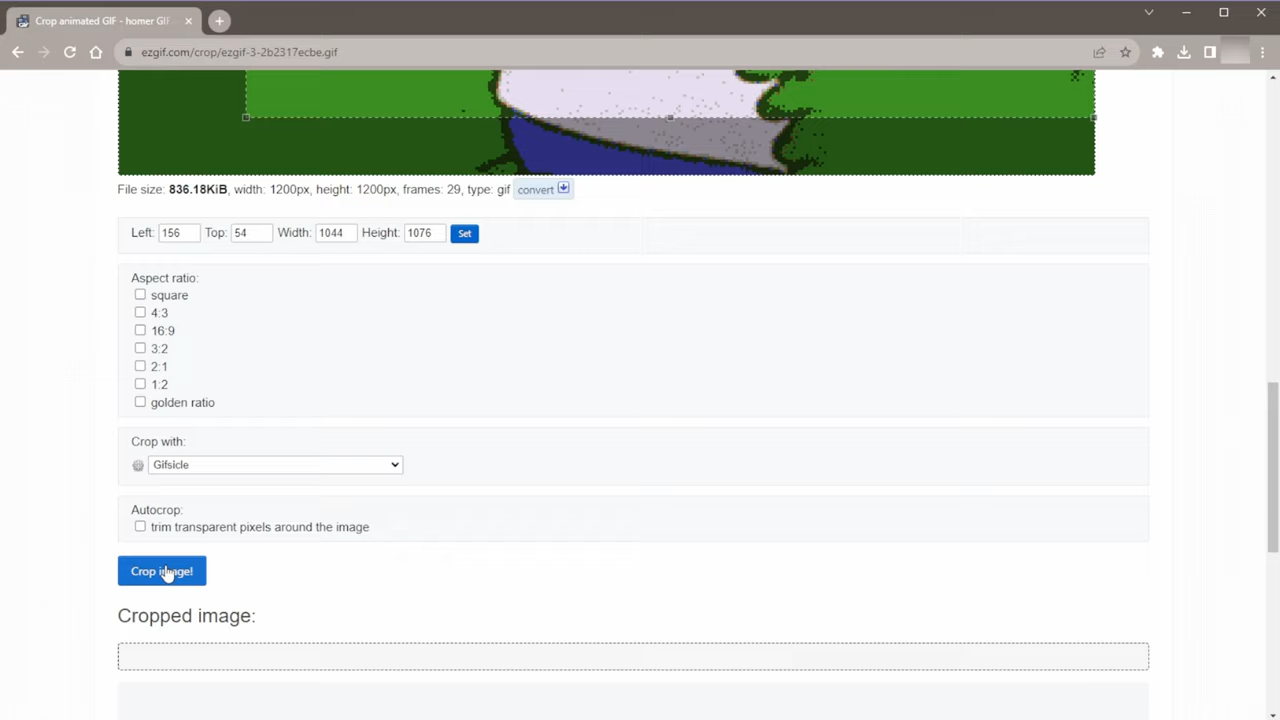 Crop animated GIF - homer GIF
ezgif.com/crop/ezgif-3-2b2317ecbe.gif
File size: 836.18KiB, width: 1200px, height: 1200px, frames: 29, type: gif convert
Left: 156 Top: 54 Width: 1044 Height: 1076 Set
Aspect ratio:
square
4:3
16:9
3:2
2:1
1:2
golden ratio
Crop with:
Gifsicle
Autocrop:
trim transparent pixels around the image
Crop image!
Cropped image: